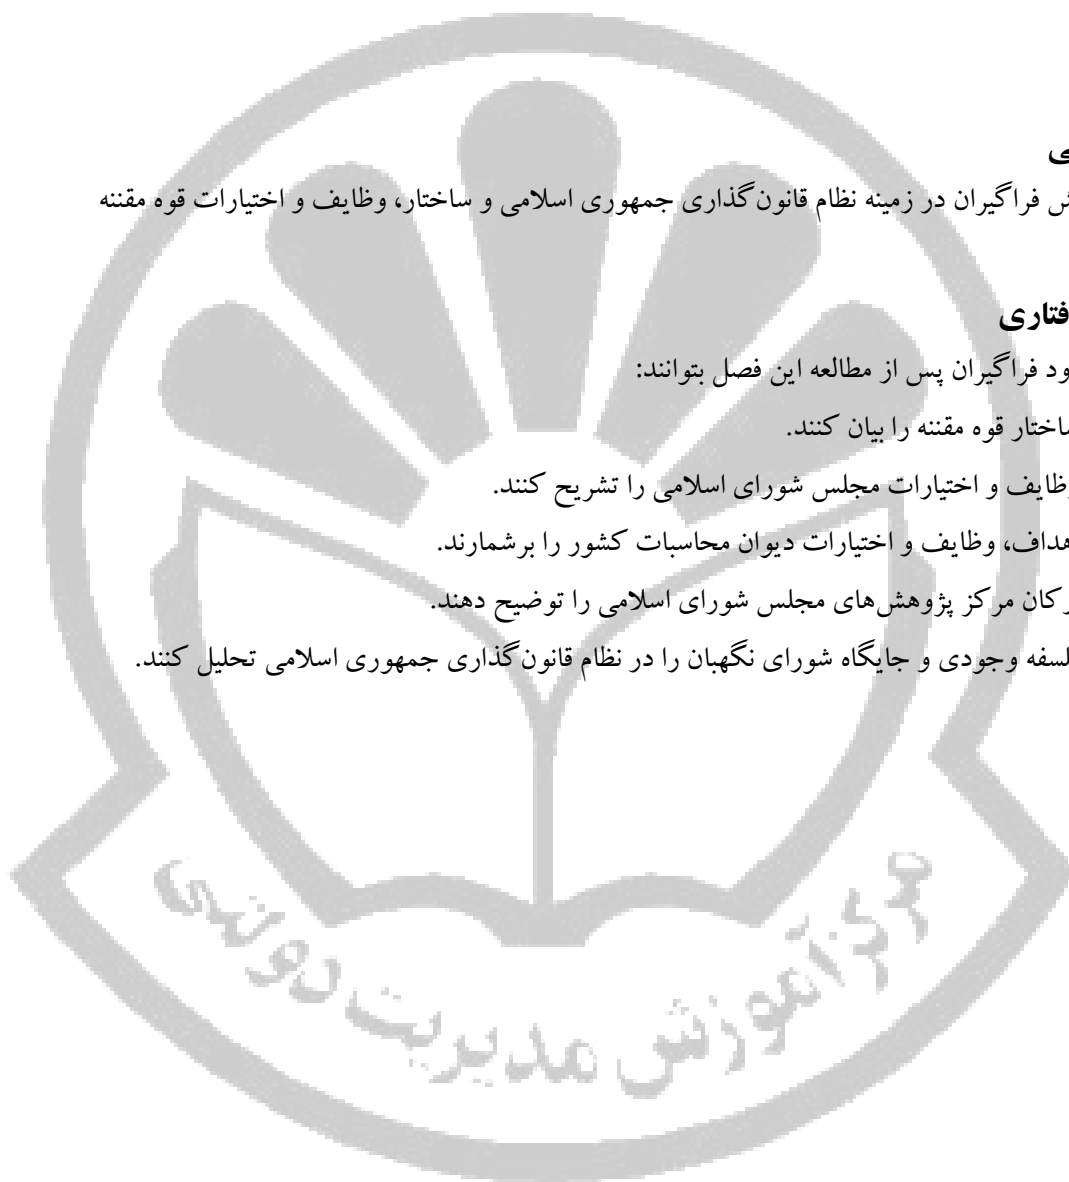 ی
ش فراگیران در زمینه نظام قانون‌گذاری جمهوری اسلامی و ساختار، وظایف و اختیارات قوه مقننه
فتاری
ود فراگیران پس از مطالعه این فصل بتوانند:
اختار قوه مقننه را بیان کنند.
ظایف و اختیارات مجلس شورای اسلامی را تشریح کنند.
هداف، وظایف و اختیارات دیوان محاسبات کشور را برشمارند.
رکان مرکز پژوهش‌های مجلس شورای اسلامی را توضیح دهند.
لسفه وجودی و جایگاه شورای نگهبان را در نظام قانون‌گذاری جمهوری اسلامی تحلیل کنند.
مرکز آموزش مدیریت دولتی